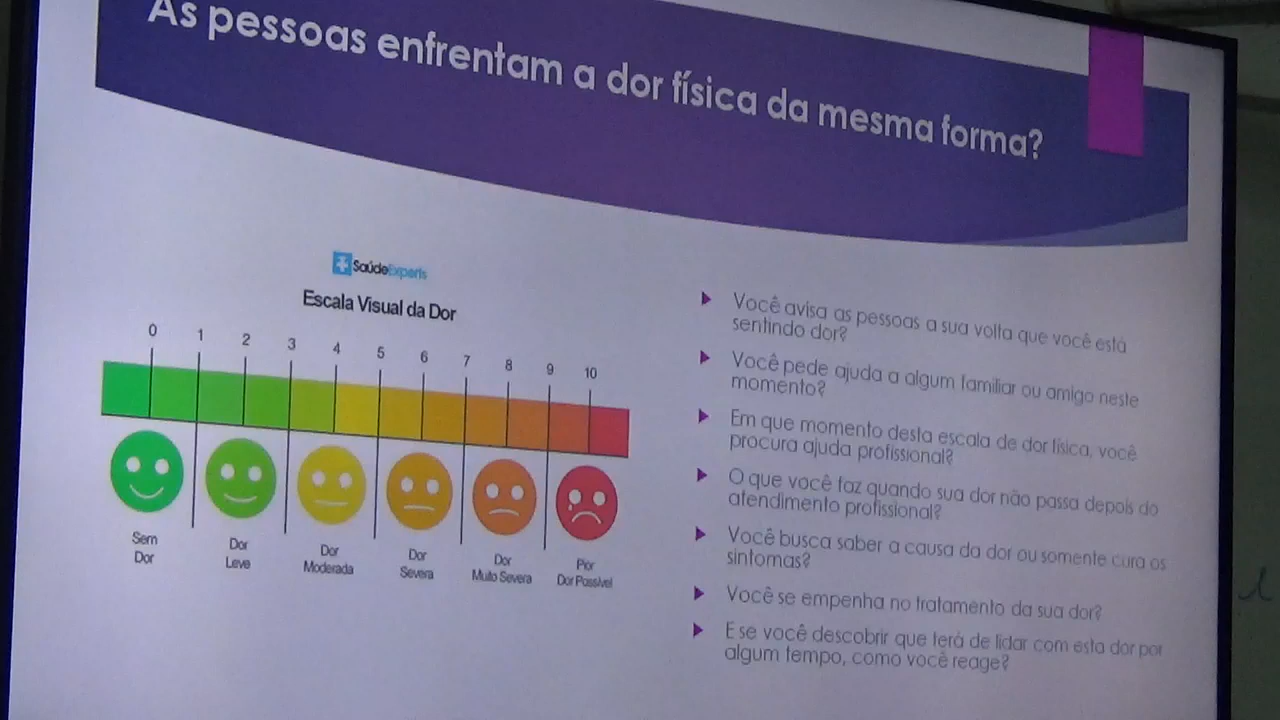 As pessoas enfrentam a dor física da mesma forma?
SaúdeExperts
Escala Visual da Dor
0 1 2 3 4 5 6 7 8 9 10
Sem
Dor
Dor
Leve
Dor
Moderada
Dor
Severa
Dor
Muito Severa
Pior
Dor Possível
Você avisa as pessoas a sua volta que você está
sentindo dor?
Você pede ajuda a algum familiar ou amigo neste
momento?
Em que momento desta escala de dor física, você
procura ajuda profissional?
O que você faz quando sua dor não passa depois do
atendimento profissional?
Você busca saber a causa da dor ou somente cura os
sintomas?
Você se empenha no tratamento da sua dor?
E se você descobrir que terá de lidar com esta dor por
algum tempo, como você reage?